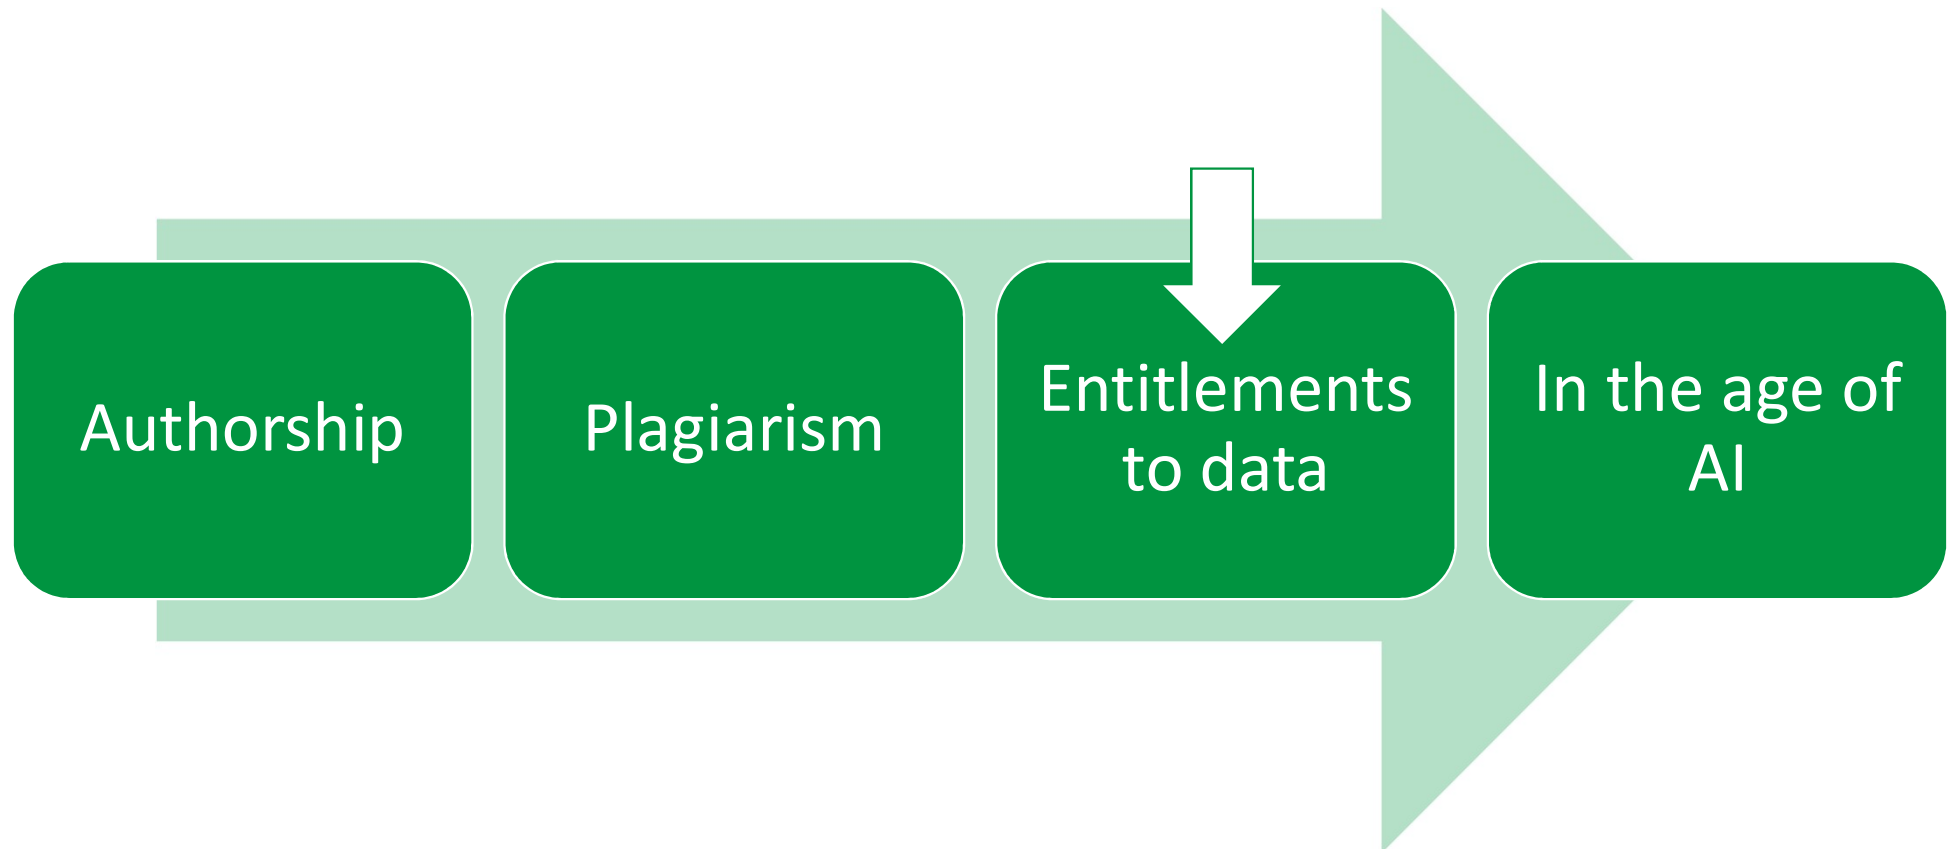 Authorship
Plagiarism
Entitlements
to data
In the age of
AI